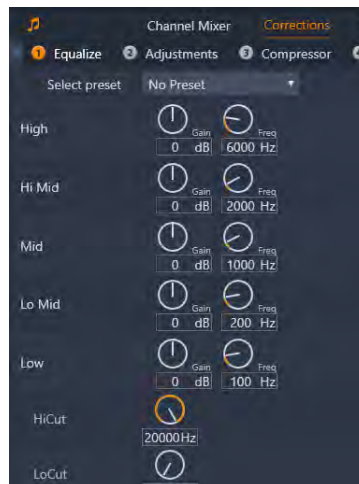 Channel Mixer Corrections
1 Equalize 2 Adjustments 3 Compressor
Select preset No Preset
High Gain Freq
0 dB 6000 Hz
Hi Mid Gain Freq
0 dB 2000 Hz
Mid Gain Freq
0 dB 1000 Hz
Lo Mid Gain Freq
0 dB 200 Hz
Low Gain Freq
0 dB 100 Hz
HiCut
20000Hz
LoCut